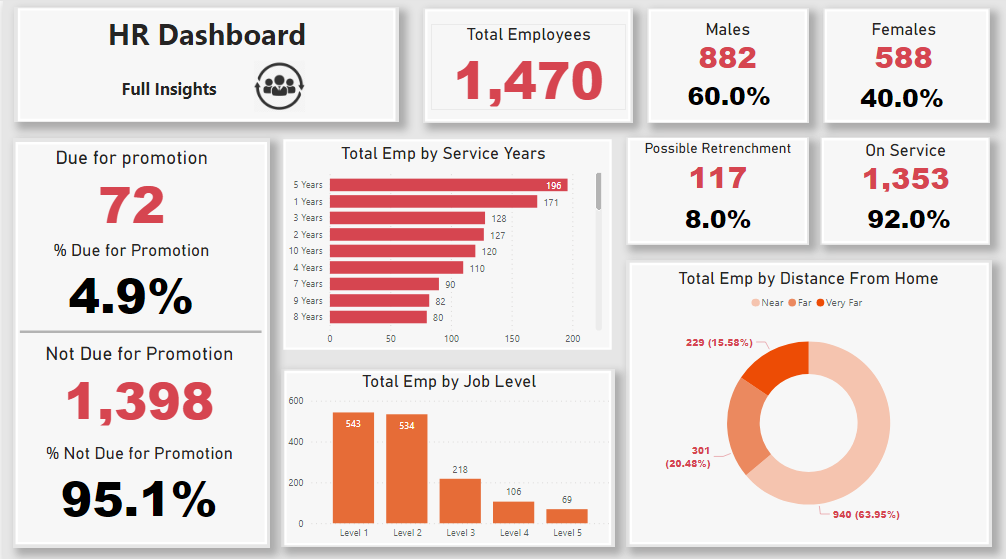 HR Dashboard
Full Insights
Total Employees
1,470
Males
882
60.0%
Females
588
40.0%
Due for promotion
72
% Due for Promotion
4.9%
Not Due for Promotion
1,398
% Not Due for Promotion
95.1%
Total Emp by Service Years
5 Years 196
1 Years 171
3 Years 128
2 Years 127
10 Years 120
4 Years 110
7 Years 90
9 Years 82
8 Years 80
0 50 100 150 200
Possible Retrenchment
117
8.0%
On Service
1,353
92.0%
Total Emp by Job Level
600
400
200
0
543
534
218
106
69
Level 1 Level 2 Level 3 Level 4 Level 5
Total Emp by Distance From Home
Near Far Very Far
229 (15.58%)
301
(20.48%)
940 (63.95%)